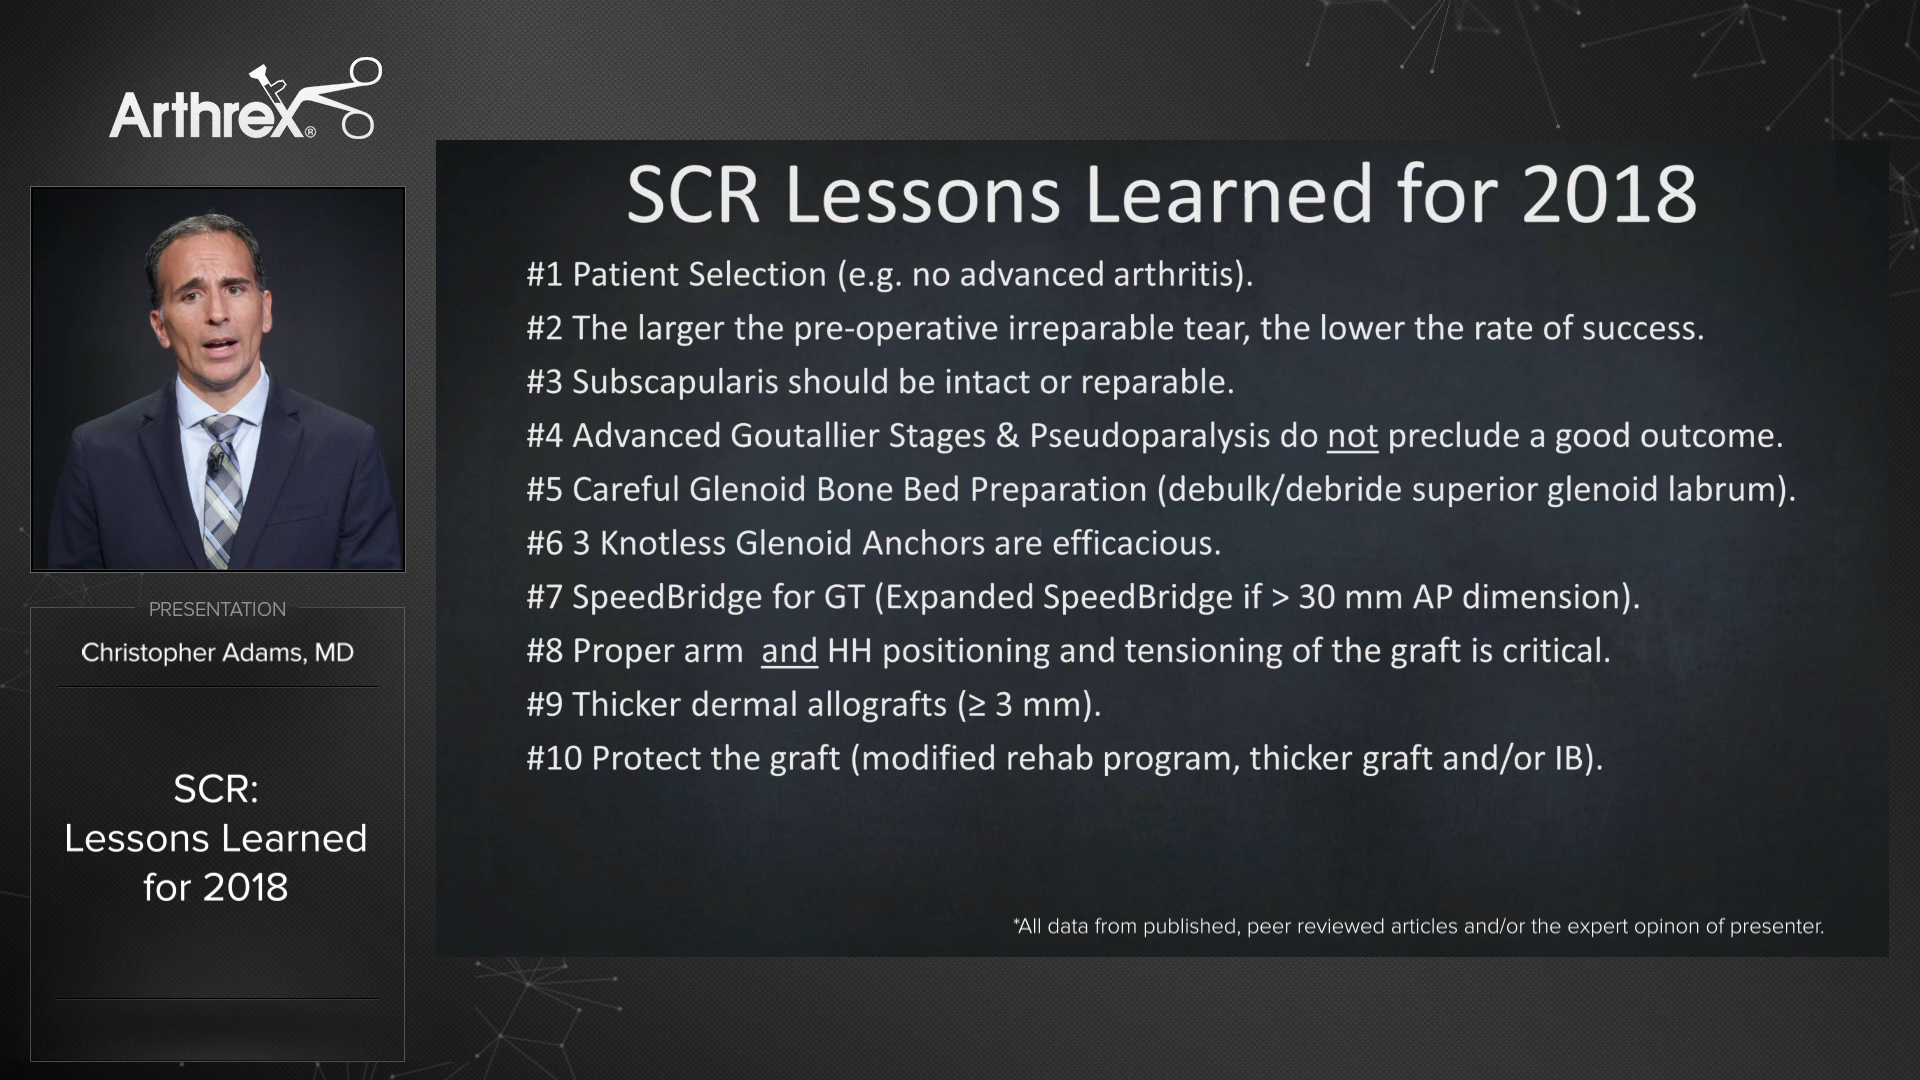 Arthrex®
SCR Lessons Learned for 2018
#1 Patient Selection (e.g. no advanced arthritis).
#2 The larger the pre-operative irreparable tear, the lower the rate of success.
#3 Subscapularis should be intact or reparable.
#4 Advanced Goutallier Stages & Pseudoparalysis do not preclude a good outcome.
#5 Careful Glenoid Bone Bed Preparation (debulk/debride superior glenoid labrum).
#6 3 Knotless Glenoid Anchors are efficacious.
#7 SpeedBridge for GT (Expanded SpeedBridge if > 30 mm AP dimension).
#8 Proper arm and HH positioning and tensioning of the graft is critical.
#9 Thicker dermal allografts (≥ 3 mm).
#10 Protect the graft (modified rehab program, thicker graft and/or IB).
*All data from published, peer reviewed articles and/or the expert opinon of presenter.
PRESENTATION
Christopher Adams, MD
SCR:
Lessons Learned
for 2018